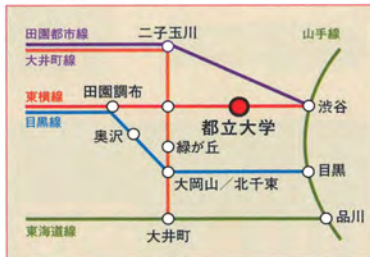 田園都市線
二子玉川
山手線
大井町線
東横線
田園調布
渋谷
目黒線
都立大学
奥沢
緑が丘
大岡山／北千束
目黒
品川
東海道線
大井町